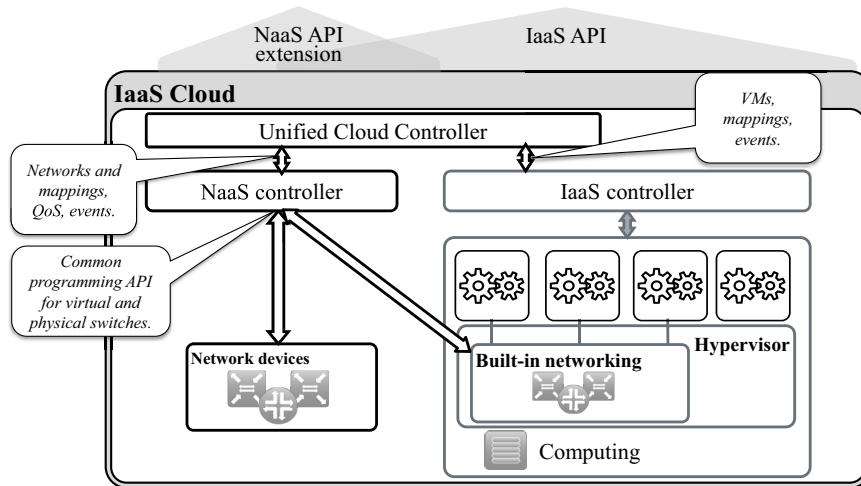 NaaS API
extension
IaaS API
IaaS Cloud
VMs,
mappings,
events.
Unified Cloud Controller
Networks and
mappings,
QoS, events.
NaaS controller
IaaS controller
Common
programming API
for virtual and
physical switches.
Network devices
Hypervisor
Built-in networking
Computing